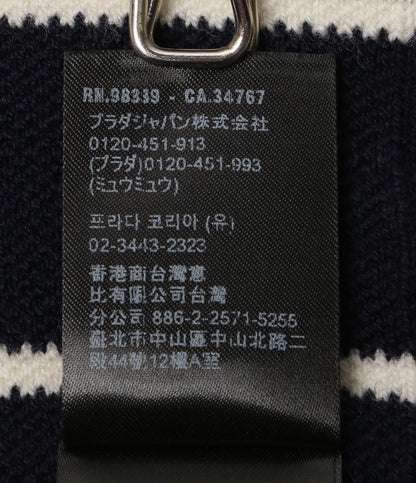 RN.98339 - CA.34767
プラダジャパン株式会社
0120-451-913
(プラダ)0120-451-993
(ミュウミュウ)
프라다 코리아 (유)
02-3443-2323
香港商台灣惠
比有限公司台灣
分公司 886-2-2571-5255
臺北市中山區中山北路二
段44號12樓A室